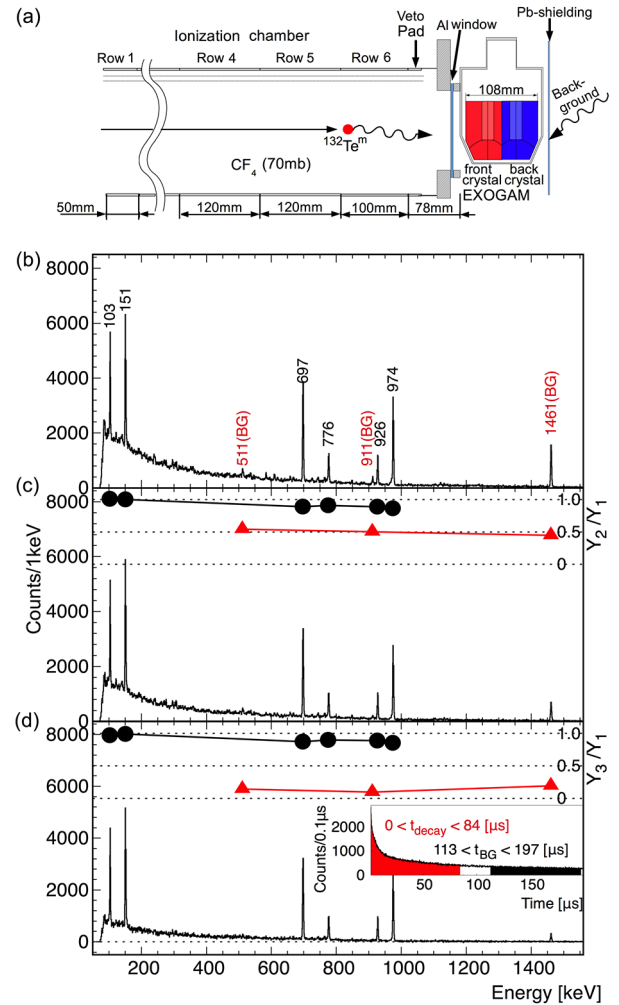 (a)
Ionization chamber
Veto
Pad
Al window
Pb-shielding
Row 1
Row 4
Row 5
Row 6
108mm
Back-
ground
132Te^m
CF4 (70mb)
front
crystal
back
crystal
EXOGAM
50mm
120mm
120mm
100mm
78mm
(b)
8000
6000
4000
2000
0
103
151
511(BG)
697
776
911(BG)
926
974
1461(BG)
(c)
8000
6000
4000
2000
0
1.0
0.5
0
Y2/Y1
Counts/1keV
(d)
8000
6000
4000
2000
0
1.0
0.5
0
Y3/Y1
Counts/0.1μs
2000
1000
0
0 < tdecay < 84 [μs]
113 < tBG < 197 [μs]
50
100
150
Time [μs]
200
400
600
800
1000
1200
1400
Energy [keV]